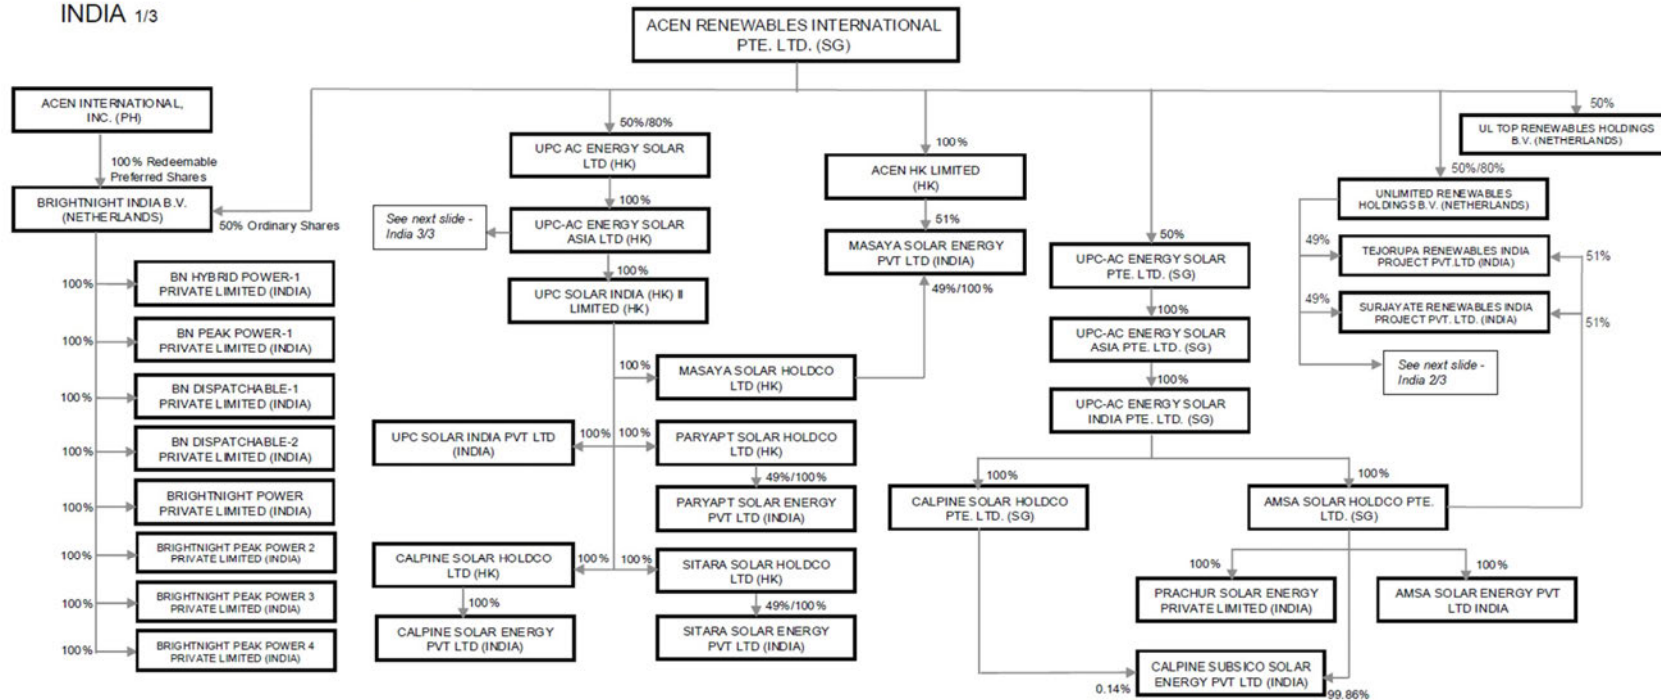 INDIA 1/3
ACEN RENEWABLES INTERNATIONAL
PTE. LTD. (SG)
ACEN INTERNATIONAL,
INC. (PH)
100% Redeemable
Preferred Shares
BRIGHTNIGHT INDIA B.V.
(NETHERLANDS)
50% Ordinary Shares
100%
BN HYBRID POWER-1
PRIVATE LIMITED (INDIA)
100%
BN PEAK POWER-1
PRIVATE LIMITED (INDIA)
100%
BN DISPATCHABLE-1
PRIVATE LIMITED (INDIA)
100%
BN DISPATCHABLE-2
PRIVATE LIMITED (INDIA)
100%
BRIGHTNIGHT POWER
PRIVATE LIMITED (INDIA)
100%
BRIGHTNIGHT PEAK POWER 2
PRIVATE LIMITED (INDIA)
100%
BRIGHTNIGHT PEAK POWER 3
PRIVATE LIMITED (INDIA)
100%
BRIGHTNIGHT PEAK POWER 4
PRIVATE LIMITED (INDIA)
50%/80%
UPC AC ENERGY SOLAR
LTD (HK)
100%
UPC-AC ENERGY SOLAR
ASIA LTD (HK)
See next slide -
India 3/3
100%
UPC SOLAR INDIA (HK) II
LIMITED (HK)
100%
MASAYA SOLAR HOLDCO
LTD (HK)
UPC SOLAR INDIA PVT LTD
(INDIA)
100%
100%
PARYAPT SOLAR HOLDCO
LTD (HK)
49%/100%
PARYAPT SOLAR ENERGY
PVT LTD (INDIA)
CALPINE SOLAR HOLDCO
LTD (HK)
100%
100%
SITARA SOLAR HOLDCO
LTD (HK)
100%
CALPINE SOLAR ENERGY
PVT LTD (INDIA)
49%/100%
SITARA SOLAR ENERGY
PVT LTD (INDIA)
100%
ACEN HK LIMITED
(HK)
51%
MASAYA SOLAR ENERGY
PVT LTD (INDIA)
49%/100%
50%
UPC-AC ENERGY SOLAR
PTE. LTD. (SG)
100%
UPC-AC ENERGY SOLAR
ASIA PTE. LTD. (SG)
100%
UPC-AC ENERGY SOLAR
INDIA PTE. LTD. (SG)
100%
CALPINE SOLAR HOLDCO
PTE. LTD. (SG)
100%
AMSA SOLAR HOLDCO PTE.
LTD. (SG)
100%
PRACHUR SOLAR ENERGY
PRIVATE LIMITED (INDIA)
100%
AMSA SOLAR ENERGY PVT
LTD INDIA
0.14%
CALPINE SUBSICO SOLAR
ENERGY PVT LTD (INDIA)
99.86%
50%
UL TOP RENEWABLES HOLDINGS
B.V. (NETHERLANDS)
50%/80%
UNLIMITED RENEWABLES
HOLDINGS B.V. (NETHERLANDS)
49%
TEJORUPA RENEWABLES INDIA
PROJECT PVT.LTD (INDIA)
51%
49%
SURJAYATE RENEWABLES INDIA
PROJECT PVT. LTD. (INDIA)
51%
See next slide -
India 2/3